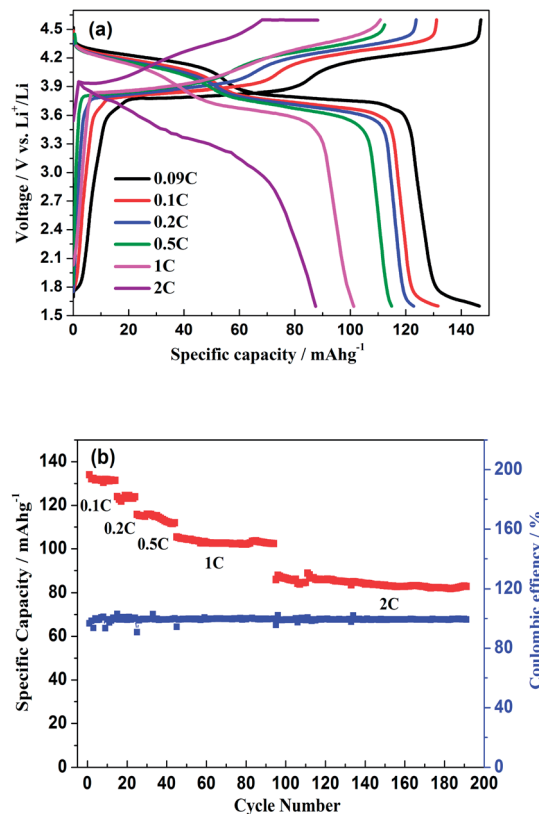 (a)
4.5
4.2
3.9
3.6
3.3
3.0
2.7
2.4
2.1
1.8
1.5
Voltage / V vs. Li⁺/Li
0.09C
0.1C
0.2C
0.5C
1C
2C
0 20 40 60 80 100 120 140
Specific capacity / mAhg⁻¹
(b)
140
120
100
80
60
40
20
0
Specific Capacity / mAhg⁻¹
0.1C
0.2C
0.5C
1C
2C
200
160
120
80
40
0
Coulombic effiency / %
0 20 40 60 80 100 120 140 160 180 200
Cycle Number